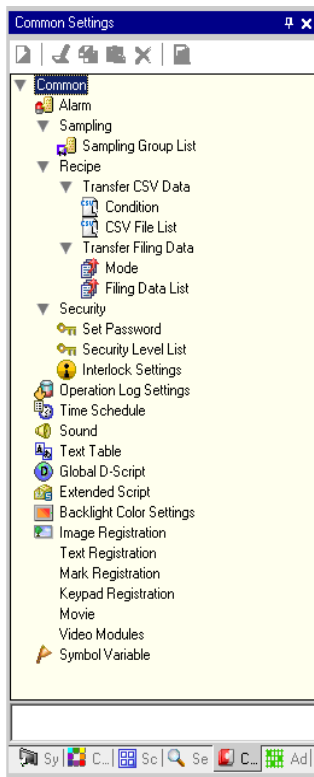 Common Settings
Common
Alarm
Sampling
Sampling Group List
Recipe
Transfer CSV Data
CSV Condition
CSV CSV File List
Transfer Filing Data
Mode
Filing Data List
Security
Set Password
Security Level List
Interlock Settings
Operation Log Settings
Time Schedule
Sound
Text Table
D Global D-Script
Extended Script
Backlight Color Settings
Image Registration
Text Registration
Mark Registration
Keypad Registration
Movie
Video Modules
Symbol Variable
Sy C... Sc Se C... Ad